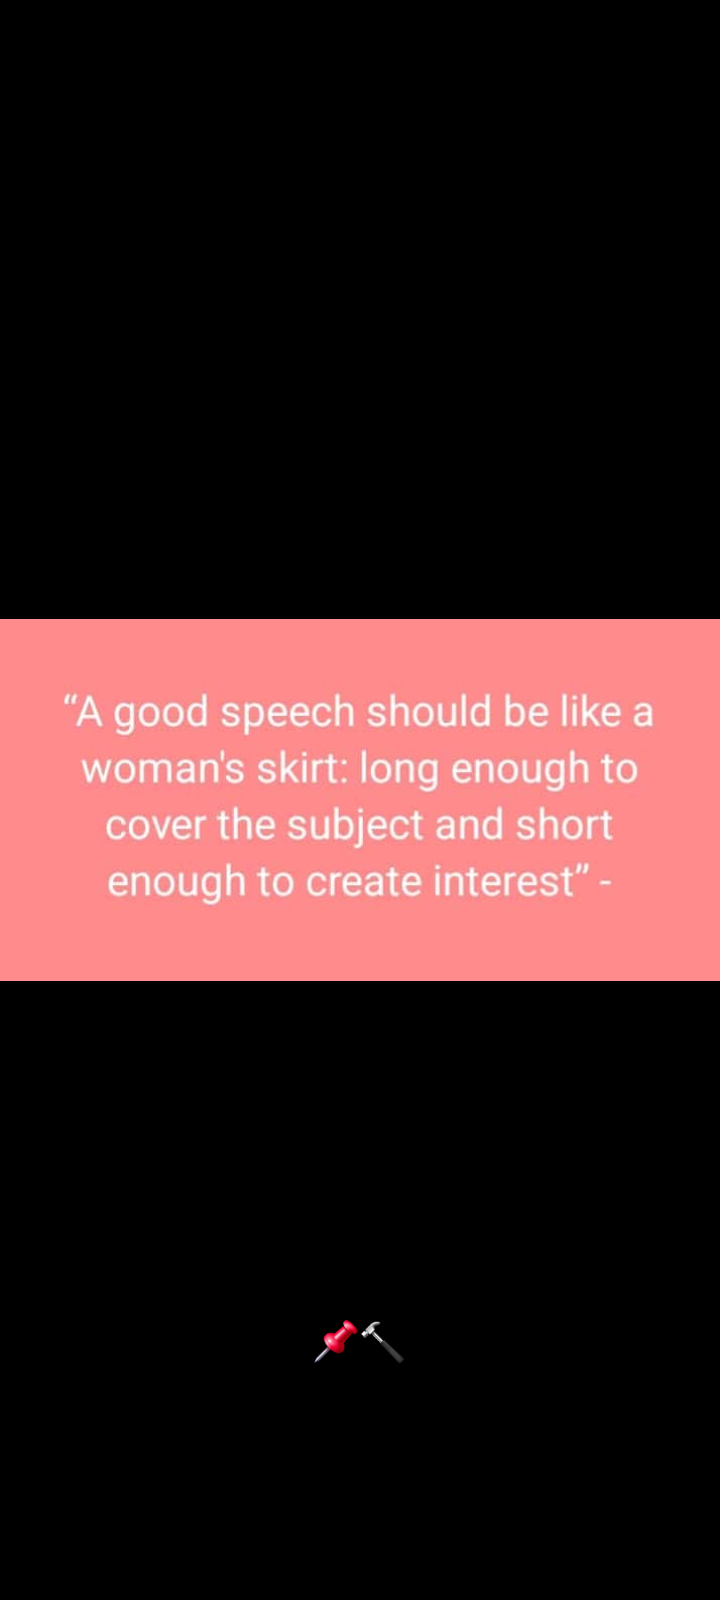 “A good speech should be like a
woman's skirt: long enough to
cover the subject and short
enough to create interest” -
📌🔨